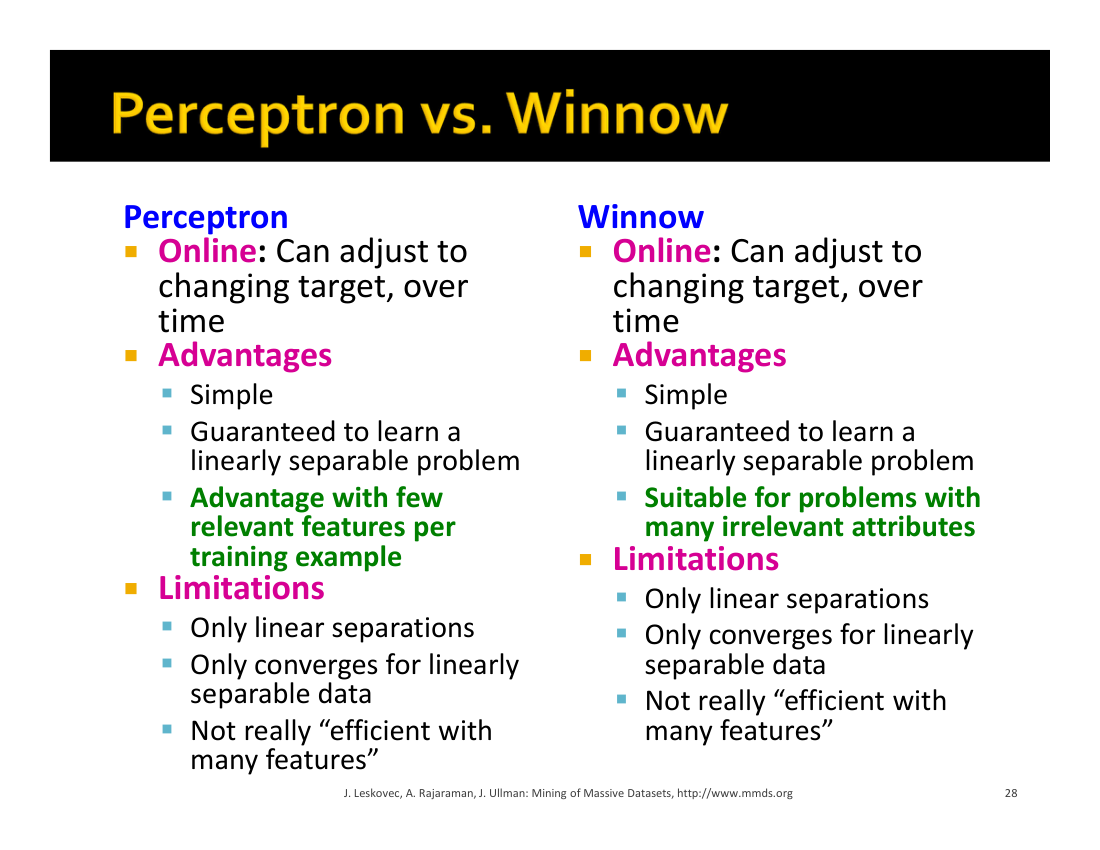 Perceptron vs. Winnow
Perceptron
Online: Can adjust to
changing target, over
time
Advantages
Simple
Guaranteed to learn a
linearly separable problem
Advantage with few
relevant features per
training example
Limitations
Only linear separations
Only converges for linearly
separable data
Not really “efficient with
many features”
Winnow
Online: Can adjust to
changing target, over
time
Advantages
Simple
Guaranteed to learn a
linearly separable problem
Suitable for problems with
many irrelevant attributes
Limitations
Only linear separations
Only converges for linearly
separable data
Not really “efficient with
many features”
J. Leskovec, A. Rajaraman, J. Ullman: Mining of Massive Datasets, http://www.mmds.org
28